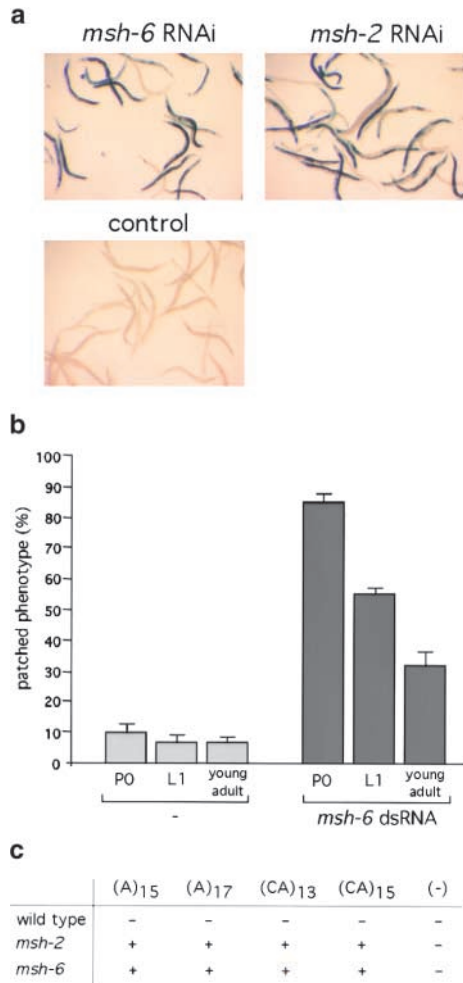 a
msh-6 RNAi msh-2 RNAi
control
b
100
90
80
70
60
50
40
30
20
10
0
patched phenotype (%)
P0 L1 young adult P0 L1 young adult
- msh-6 dsRNA
c
(A)15 (A)17 (CA)13 (CA)15 (-)
wild type - - - - -
msh-2 + + + + -
msh-6 + + + + -